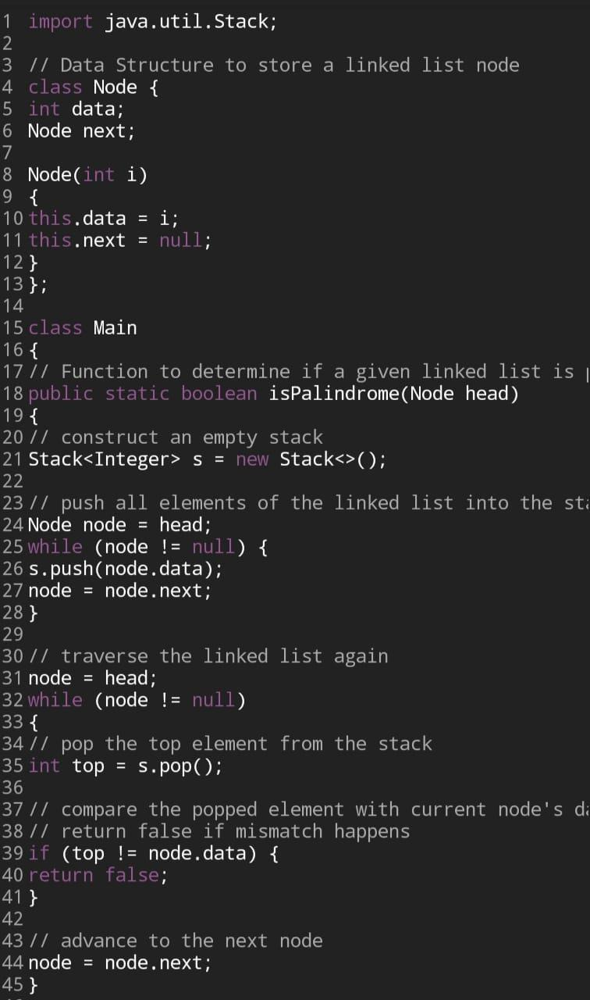 1 import java.util.Stack;
2
3 // Data Structure to store a linked list node
4 class Node {
5 int data;
6 Node next;
7
8 Node(int i)
9 {
10 this.data = i;
11 this.next = null;
12 }
13 };
14
15 class Main
16 {
17 // Function to determine if a given linked list is
18 public static boolean isPalindrome(Node head)
19 {
20 // construct an empty stack
21 Stack<Integer> s = new Stack<>();
22
23 // push all elements of the linked list into the
24 Node node = head;
25 while (node != null) {
26 s.push(node.data);
27 node = node.next;
28 }
29
30 // traverse the linked list again
31 node = head;
32 while (node != null)
33 {
34 // pop the top element from the stack
35 int top = s.pop();
36
37 // compare the popped element with current node's
38 // return false if mismatch happens
39 if (top != node.data) {
40 return false;
41 }
42
43 // advance to the next node
44 node = node.next;
45 }